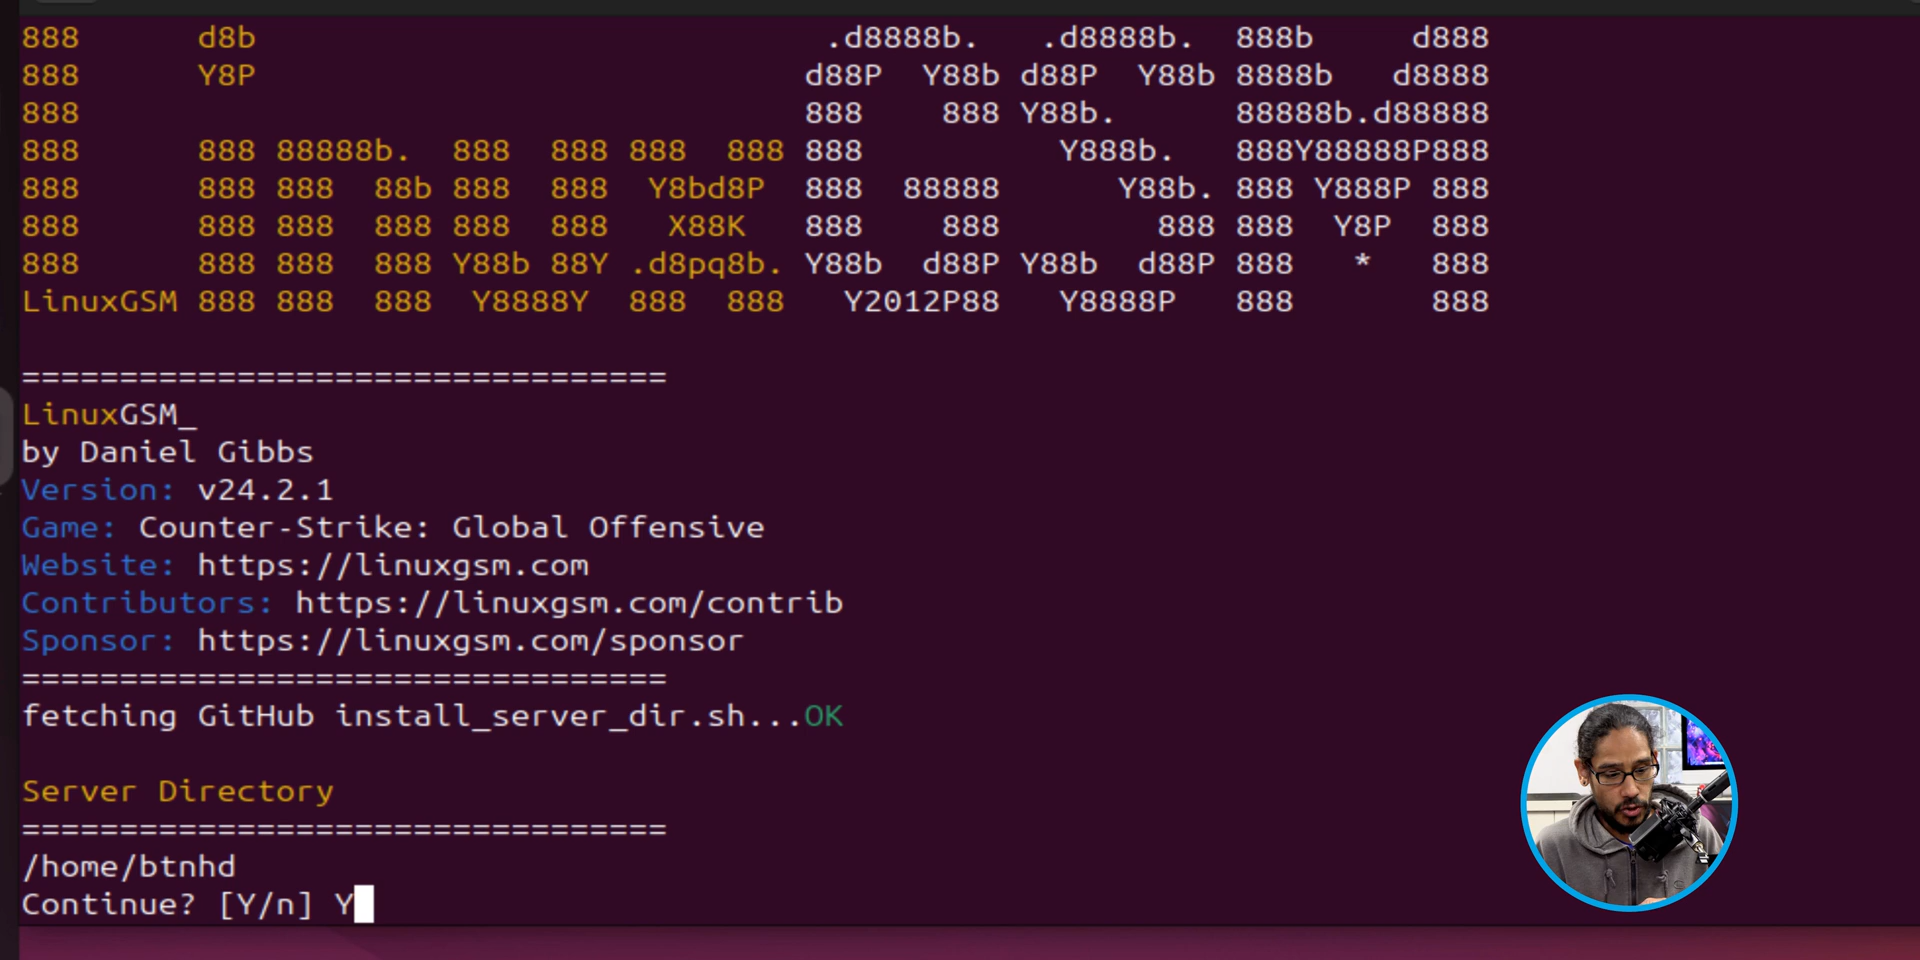 888      d8b                             .d8888b.   .d8888b.  888b     d888
888      Y8P                            d88P  Y88b d88P  Y88b 8888b   d8888
888                                     888    888 Y88b.      88888b.d88888
888      888 88888b.  888  888 888  888 888          Y888b.   888Y88888P888
888      888 888  88b 888  888  Y8bd8P  888  88888      Y88b. 888 Y888P 888
888      888 888  888 888  888   X88K   888    888        888 888  Y8P  888
888      888 888  888 Y88b 88Y .d8pq8b. Y88b  d88P Y88b  d88P 888   *   888
LinuxGSM 888 888  888  Y8888Y  888  888   Y2012P88   Y8888P   888       888
=================================
LinuxGSM_
by Daniel Gibbs
Version: v24.2.1
Game: Counter-Strike: Global Offensive
Website: https://linuxgsm.com
Contributors: https://linuxgsm.com/contrib
Sponsor: https://linuxgsm.com/sponsor
=================================
fetching GitHub install_server_dir.sh...OK
Server Directory
=================================
/home/btnhd
Continue? [Y/n] Y